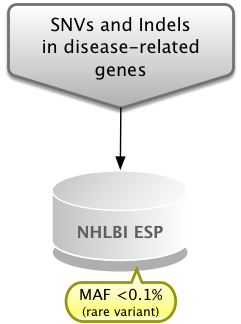 SNVs and Indels
in disease-related
genes
NHLBI ESP
MAF <0.1%
(rare variant)